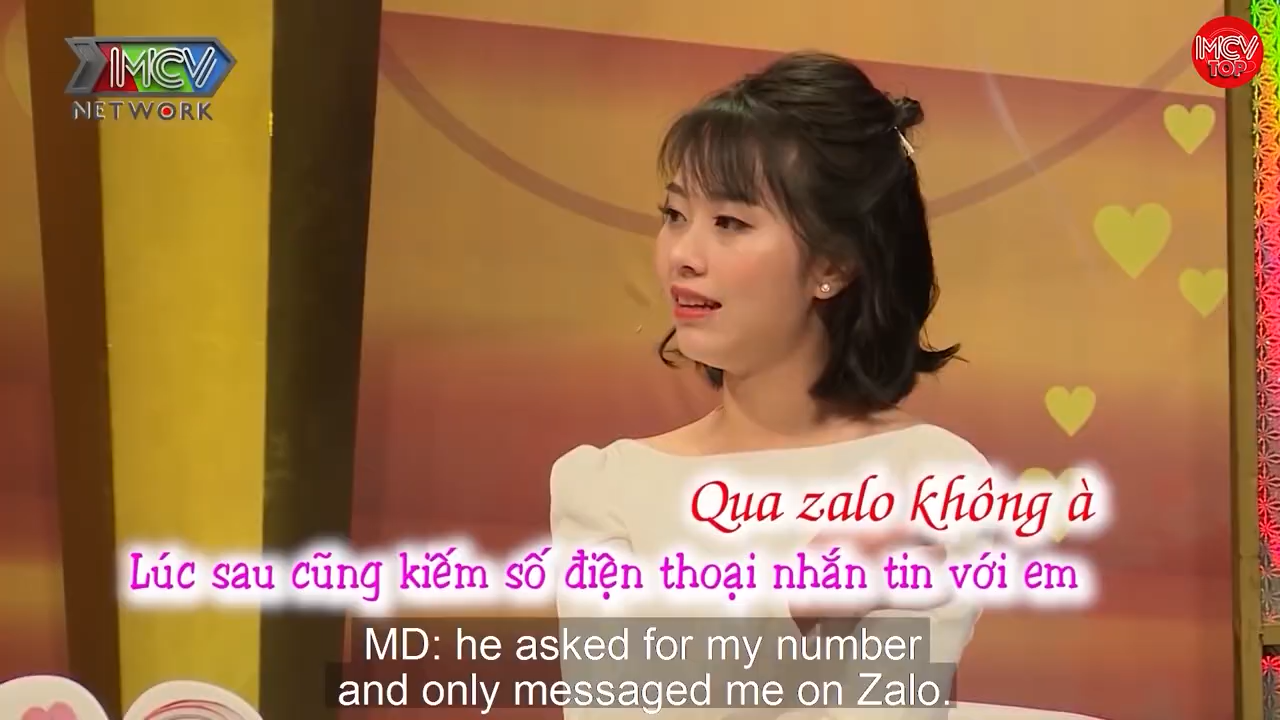 MCV
NETWORK
MCV
TOP
Qua zalo không à
Lúc sau cũng kiếm số điện thoại nhắn tin với em
MD: he asked for my number
and only messaged me on Zalo.